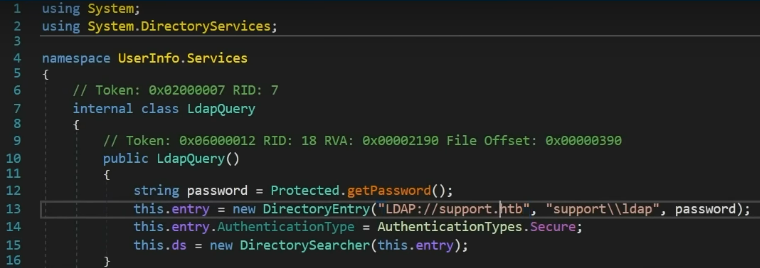 1 using System;
2 using System.DirectoryServices;
3
4 namespace UserInfo.Services
5 {
6 // Token: 0x02000007 RID: 7
7 internal class LdapQuery
8 {
9 // Token: 0x06000012 RID: 18 RVA: 0x00002190 File Offset: 0x00000390
10 public LdapQuery()
11 {
12 string password = Protected.getPassword();
13 this.entry = new DirectoryEntry("LDAP://support.htb", "support\\ldap", password);
14 this.entry.AuthenticationType = AuthenticationTypes.Secure;
15 this.ds = new DirectorySearcher(this.entry);
16 }